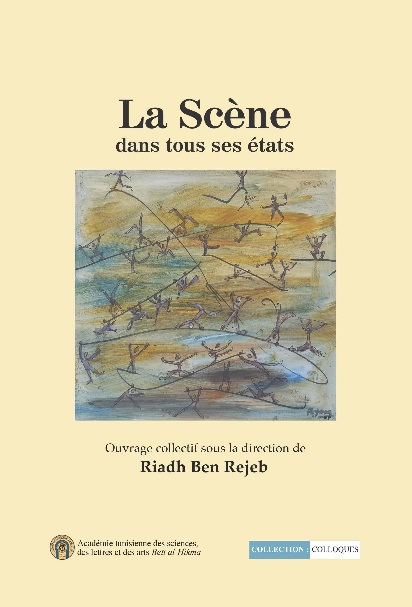 La Scène
dans tous ses états
Ouvrage collectif sous la direction de
Riadh Ben Rejeb
Académie tunisienne des sciences,
des lettres et des arts Beït al-Hikma
COLLECTION : COLLOQUES